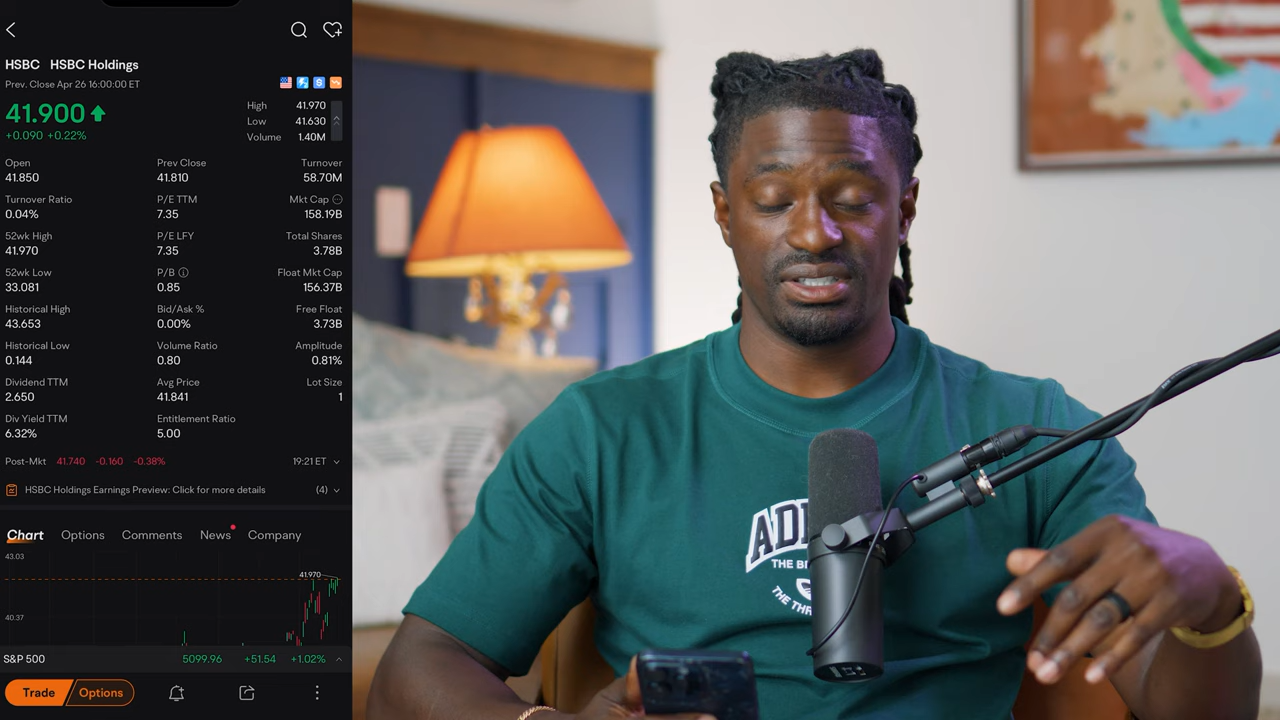 HSBC HSBC Holdings
Prev. Close Apr 26 16:00:00 ET
41.900
+0.090 +0.22%
High 41.970
Low 41.630
Volume 1.40M
Open Prev Close Turnover
41.850 41.810 58.70M
Turnover Ratio P/E TTM Mkt Cap
0.04% 7.35 158.19B
52wk High P/E LFY Total Shares
41.970 7.35 3.78B
52wk Low P/B Float Mkt Cap
33.081 0.85 156.37B
Historical High Bid/Ask % Free Float
43.653 0.00% 3.73B
Historical Low Volume Ratio Amplitude
0.144 0.80 0.81%
Dividend TTM Avg Price Lot Size
2.650 41.841 1
Div Yield TTM Entitlement Ratio
6.32% 5.00
Post-Mkt 41.740 -0.160 -0.38% 19:21 ET
HSBC Holdings Earnings Preview: Click for more details (4)
Chart Options Comments News Company
43.03
41.970
40.37
S&P 500 5099.96 +51.54 +1.02%
Trade Options